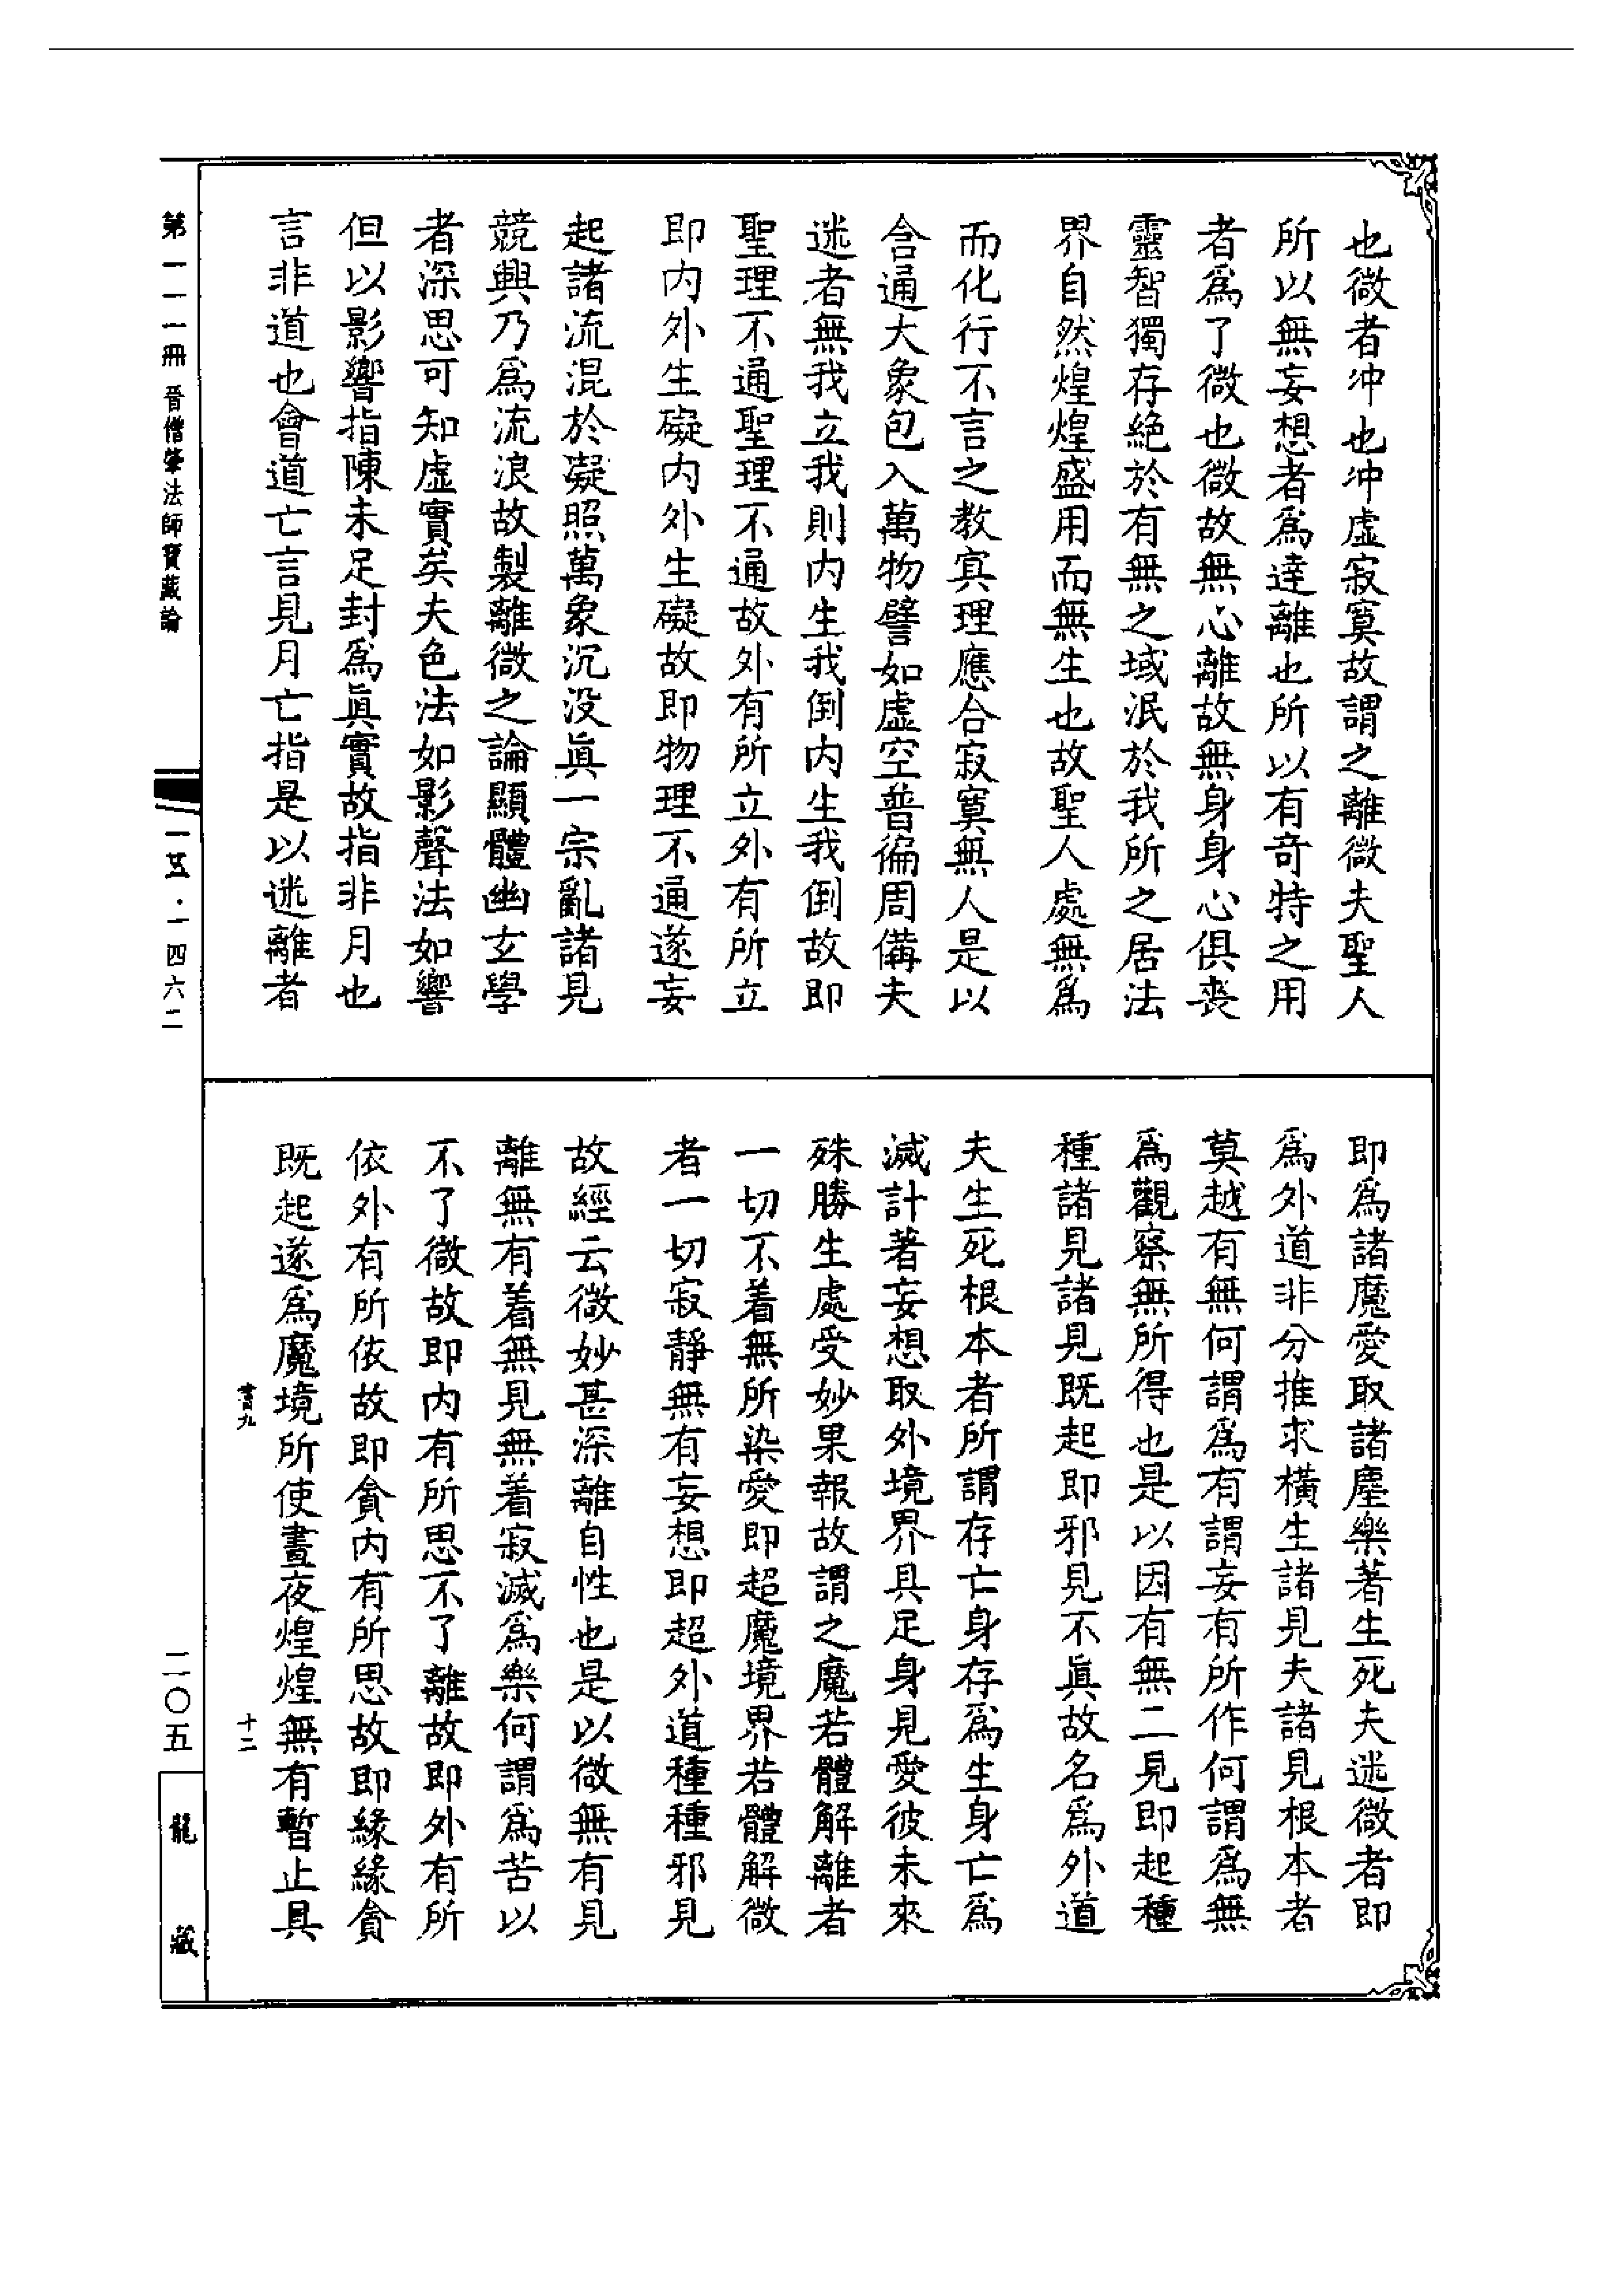 也微者冲也冲虛寂寞故謂之離微夫聖人
所以無妄想者爲達離也所以有奇特之用
者爲了微也微故無心離故無身身心俱喪
靈智獨存絕於有無之域泯於我所之居法
界自然煌煌盛用而無生也故聖人處無爲
而化行不言之教冥理應合寂寞無人是以
含通大象包入萬物譬如虛空普徧周備夫
迷者無我立我則内生我倒内生我倒故即
聖理不通聖理不通故外有所立外有所立
即内外生礙内外生礙故即物理不通遂妄
起諸流混於凝照萬象沉没眞一宗亂諸見
競興乃爲流浪故製離微之論顯體幽玄學
者深思可知虛實矣夫色法如影聲法如響
但以影響指陳未足封爲眞實故指非月也
言非道也會道亡言見月亡指是以迷離者
即爲諸魔愛取諸塵樂著生死夫迷微者即
爲外道非分推求橫生諸見夫諸見根本者
莫越有無何謂爲有謂妄有所作何謂爲無
爲觀察無所得也是以因有無二見即起種
種諸見諸見既起即邪見不眞故名爲外道
夫生死根本者所謂存亡身存爲生身亡爲
滅計著妄想取外境界具足身見愛彼未來
殊勝生處受妙果報故謂之魔若體解離者
一切不着無所染愛即超魔境界若體解微
者一切寂靜無有妄想即超外道種種邪見
故經云微妙甚深離自性也是以微無有見
離無有着無見無着寂滅爲樂何謂爲苦以
不了微故即内有所思不了離故即外有所
依外有所依故即貪内有所思故即緣緣貪
既起遂爲魔境所使晝夜煌煌無有暫止具
書九
十二
第一一一冊 晉僧肇法師寶藏論
一五·一四六二
二〇五
龍藏